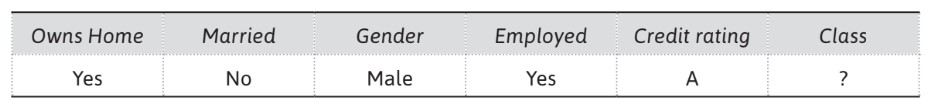 Owns Home Married Gender Employed Credit rating Class
Yes No Male Yes A ?